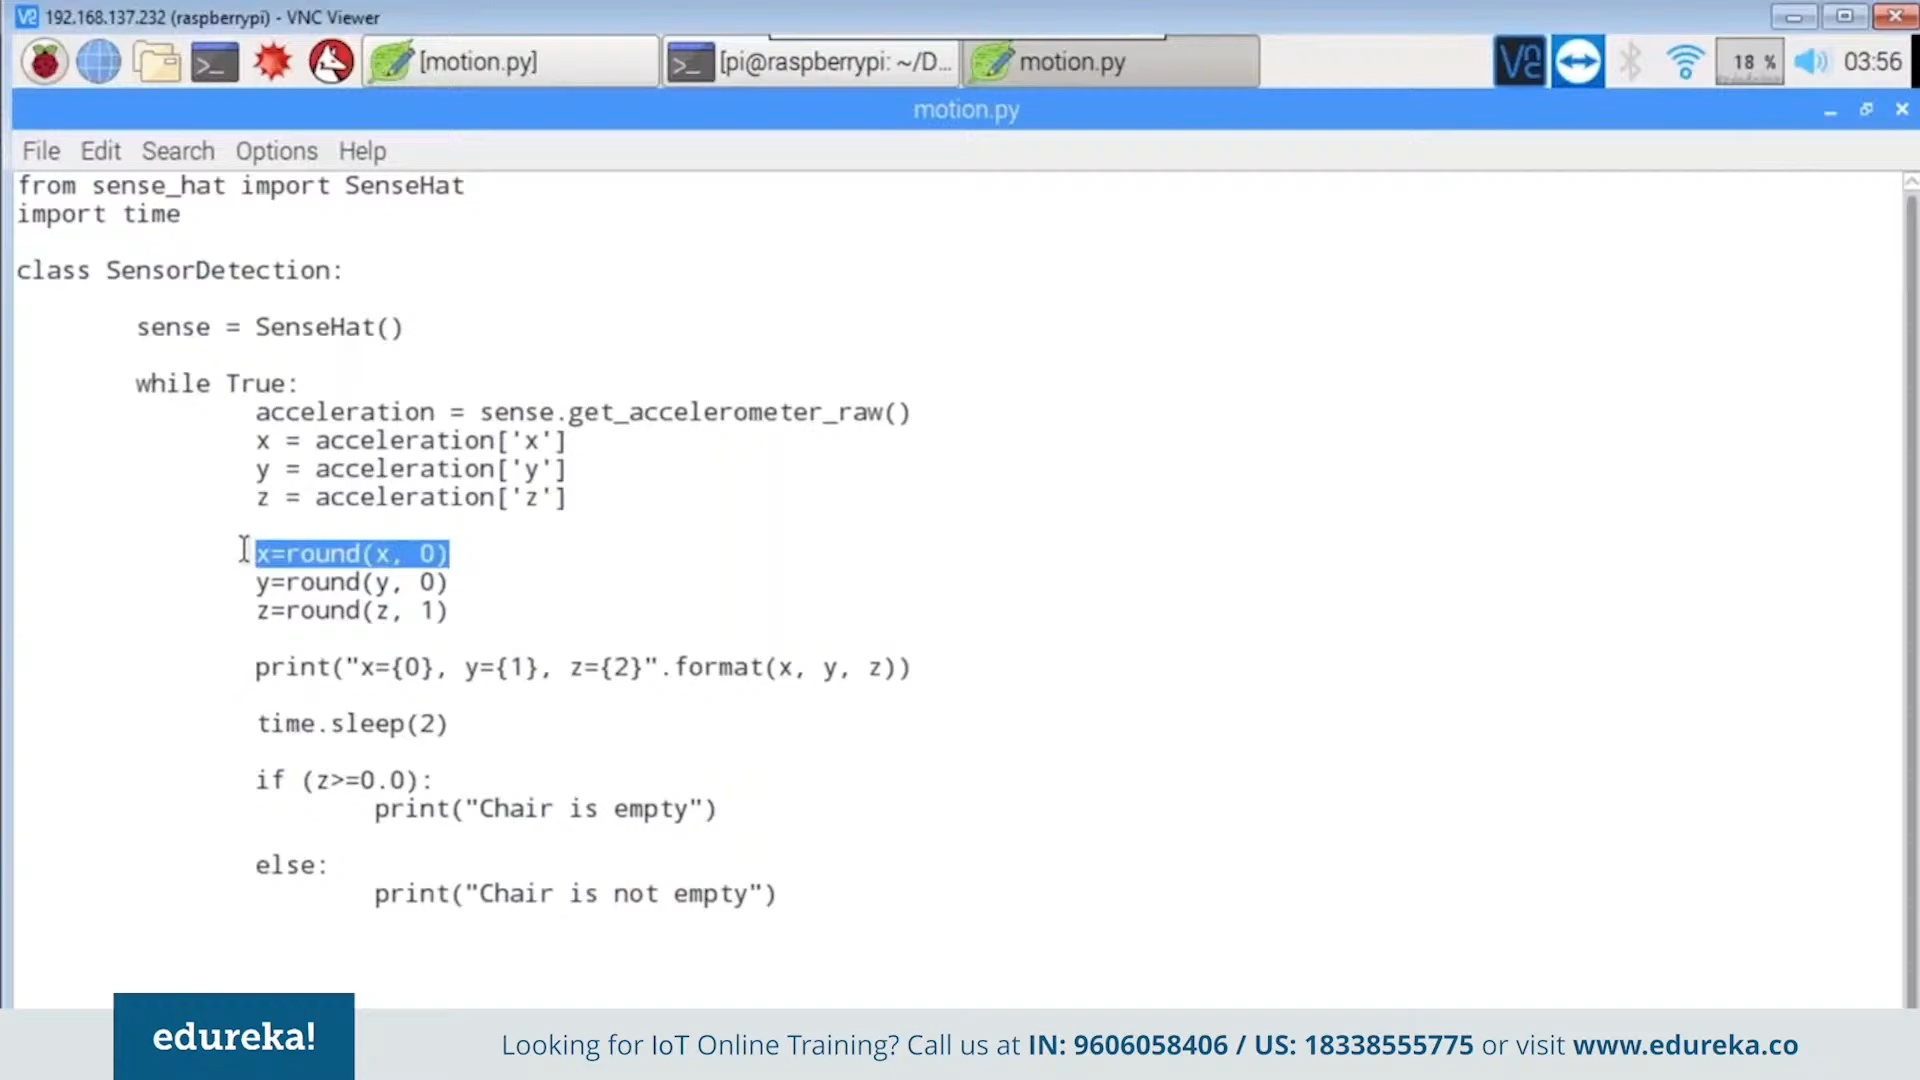 192.168.137.232 (raspberrypi) - VNC Viewer
[motion.py]
[pi@raspberrypi: ~/D...
motion.py
18 %
03:56
motion.py
File Edit Search Options Help
from sense_hat import SenseHat
import time
class SensorDetection:
sense = SenseHat()
while True:
acceleration = sense.get_accelerometer_raw()
x = acceleration['x']
y = acceleration['y']
z = acceleration['z']
x=round(x, 0)
y=round(y, 0)
z=round(z, 1)
print("x={0}, y={1}, z={2}".format(x, y, z))
time.sleep(2)
if (z>=0.0):
print("Chair is empty")
else:
print("Chair is not empty")
edureka!
Looking for IoT Online Training? Call us at IN: 9606058406 / US: 18338555775 or visit www.edureka.co